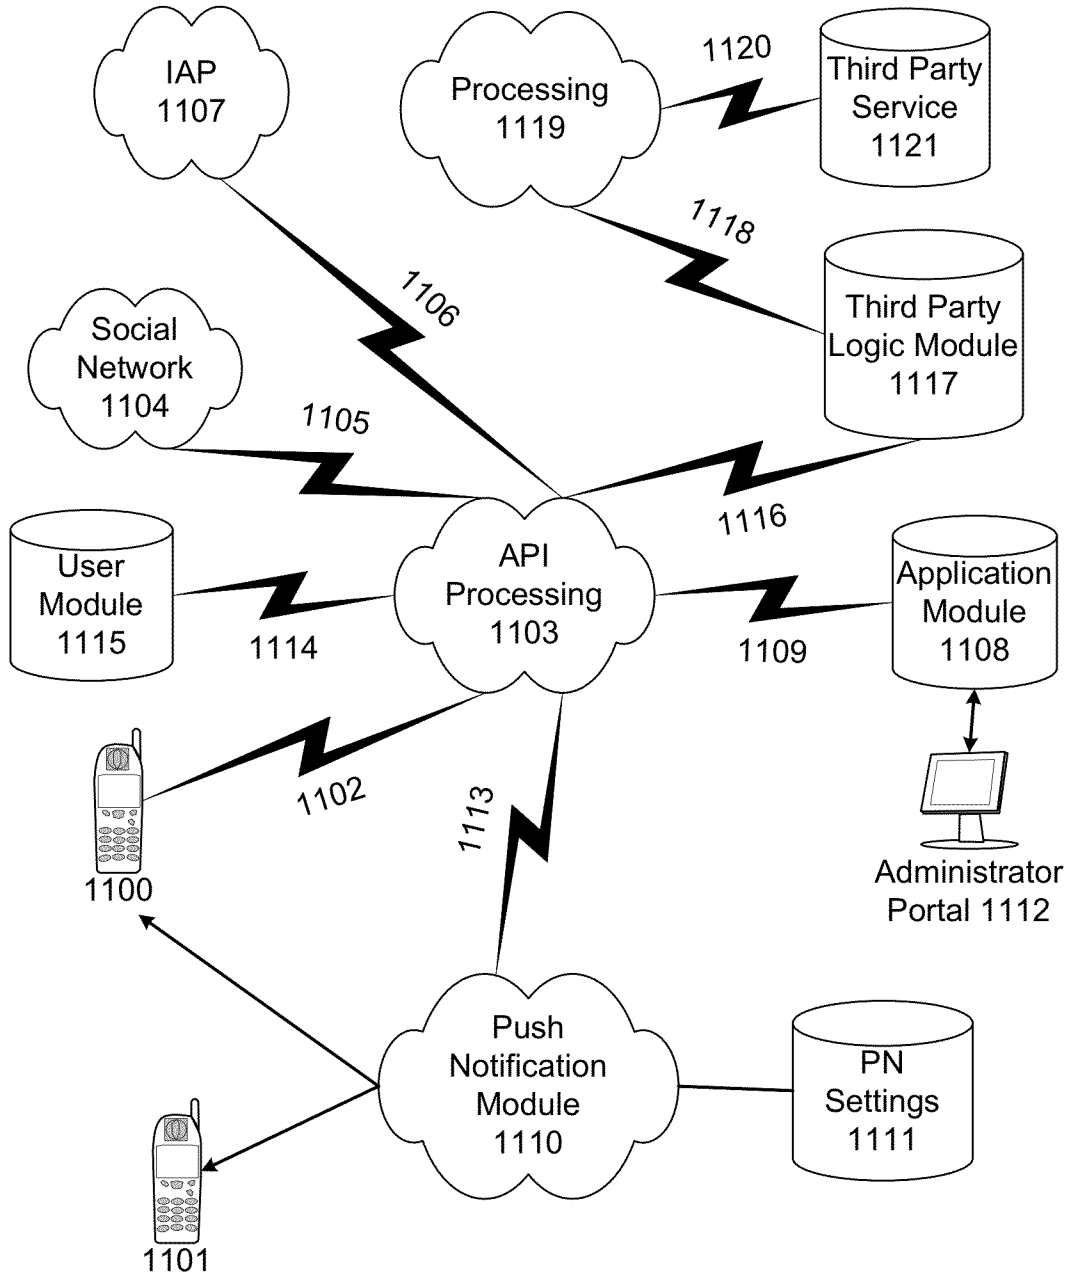 IAP
1107
Processing
1119
1120
Third Party
Service
1121
1118
Third Party
Logic Module
1117
1106
Social
Network
1104
1105
1116
User
Module
1115
1114
API
Processing
1103
1109
Application
Module
1108
1102
1100
1113
Administrator
Portal 1112
Push
Notification
Module
1110
PN
Settings
1111
1101